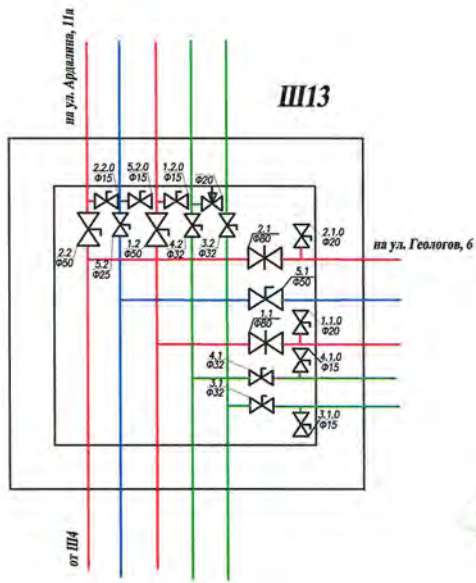 на ул. Ардалина, 11а
Ш13
2.2.0
Ф15
5.2.0
Ф15
1.2.0
Ф15
Ф20
2.2
Ф50
5.2
Ф25
1.2
Ф50
4.2
Ф32
3.2
Ф32
2.1
Ф80
2.1.0
Ф20
на ул. Геологов, 6
5.1
Ф50
1.1
Ф80
1.1.0
Ф20
4.1
Ф32
4.1.0
Ф15
3.1
Ф32
3.1.0
Ф15
от Ш4